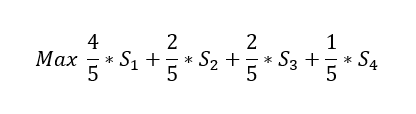 Max 4/5 * S₁ + 2/5 * S₂ + 2/5 * S₃ + 1/5 * S₄